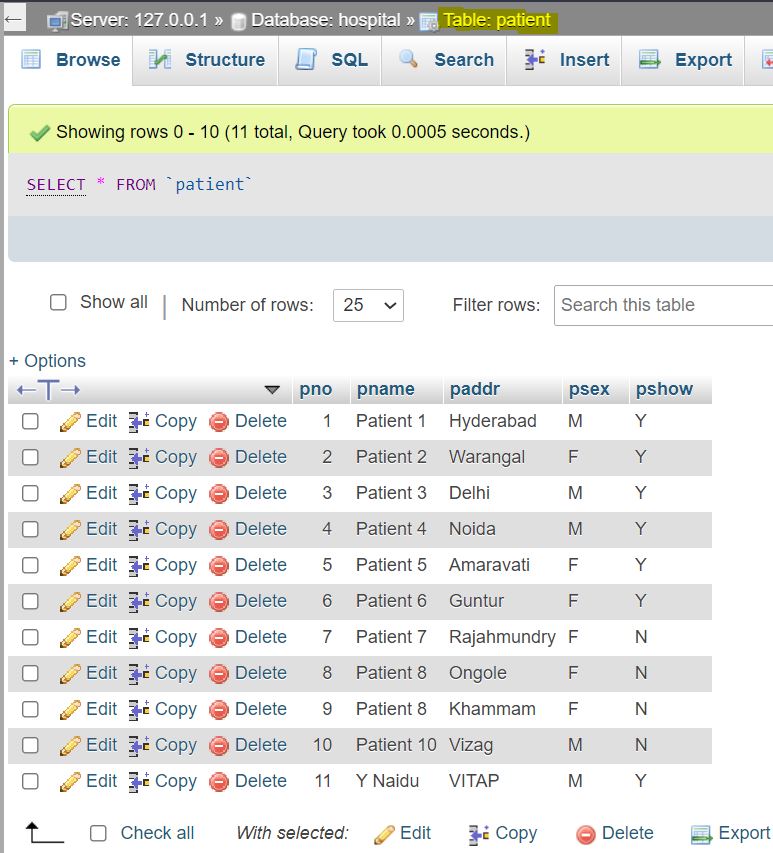 Server: 127.0.0.1 » Database: hospital » Table: patient
Browse Structure SQL Search Insert Export
Showing rows 0 - 10 (11 total, Query took 0.0005 seconds.)
SELECT * FROM `patient`
Show all | Number of rows: 25 Filter rows: Search this table
+ Options
←T→ pno pname paddr psex pshow
Edit Copy Delete 1 Patient 1 Hyderabad M Y
Edit Copy Delete 2 Patient 2 Warangal F Y
Edit Copy Delete 3 Patient 3 Delhi M Y
Edit Copy Delete 4 Patient 4 Noida M Y
Edit Copy Delete 5 Patient 5 Amaravati F Y
Edit Copy Delete 6 Patient 6 Guntur F Y
Edit Copy Delete 7 Patient 7 Rajahmundry F N
Edit Copy Delete 8 Patient 8 Ongole F N
Edit Copy Delete 9 Patient 8 Khammam F N
Edit Copy Delete 10 Patient 10 Vizag M N
Edit Copy Delete 11 Y Naidu VITAP M Y
Check all With selected: Edit Copy Delete Export